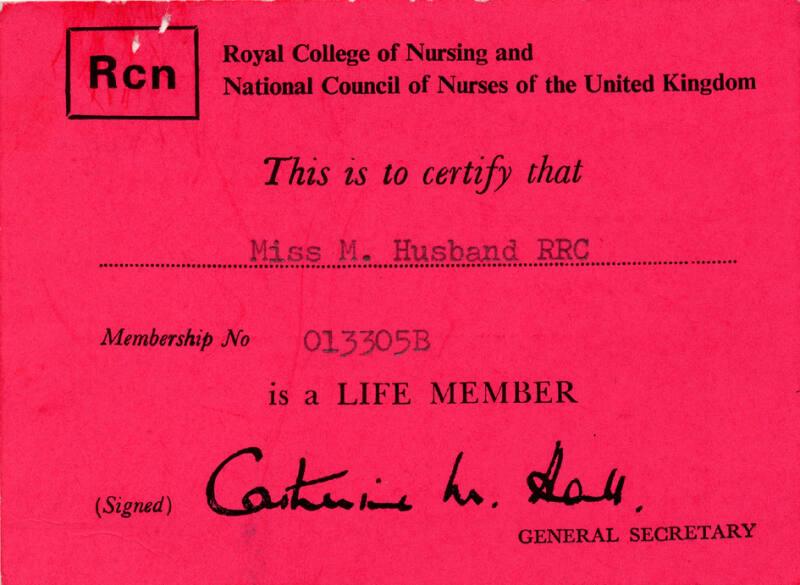 Rcn
Royal College of Nursing and
National Council of Nurses of the United Kingdom
This is to certify that
Miss M. Husband RRC
Membership No 013305B
is a LIFE MEMBER
(Signed) Catherine M. Hall.
GENERAL SECRETARY